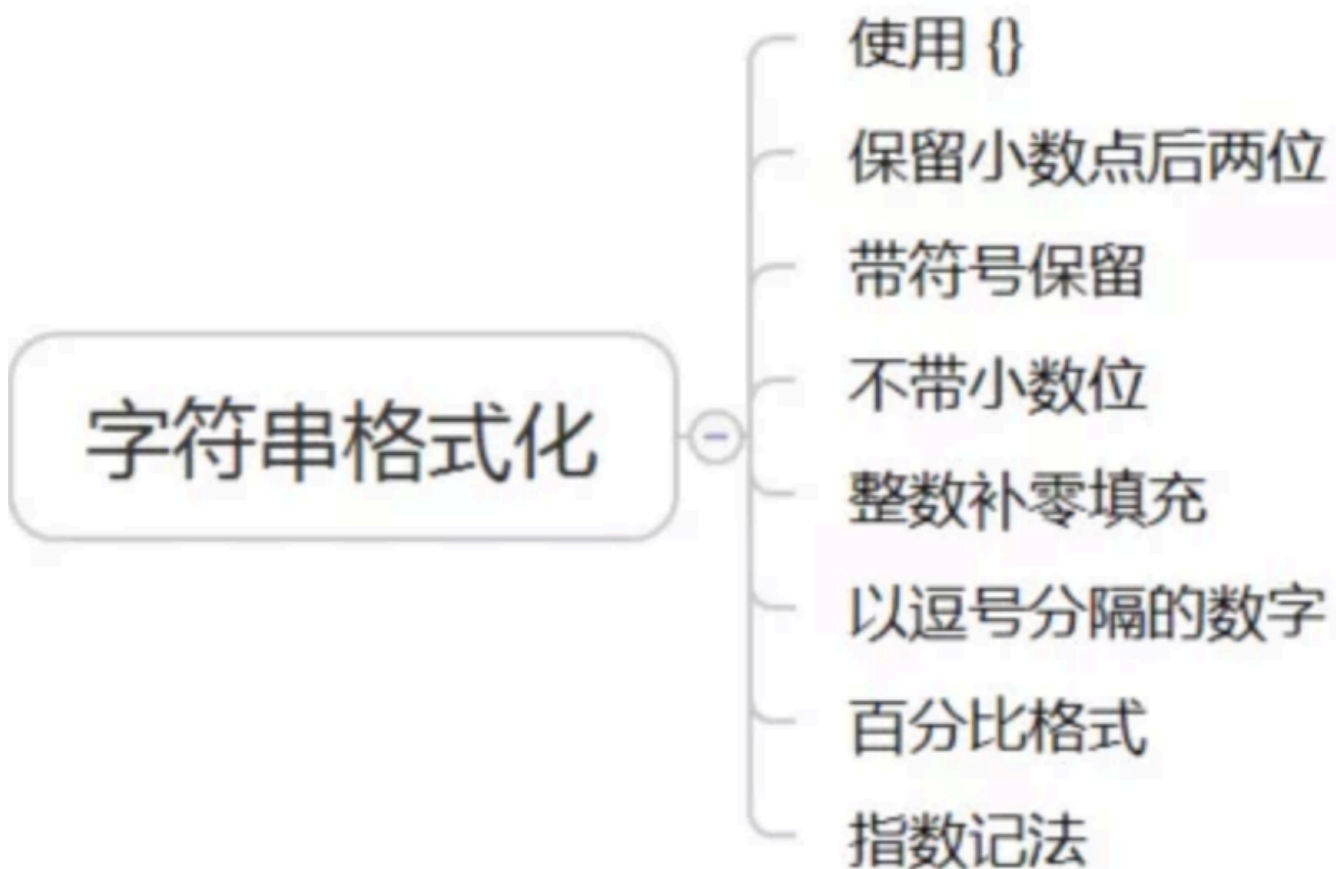 字符串格式化
使用 {}
保留小数点后两位
带符号保留
不带小数位
整数补零填充
以逗号分隔的数字
百分比格式
指数记法